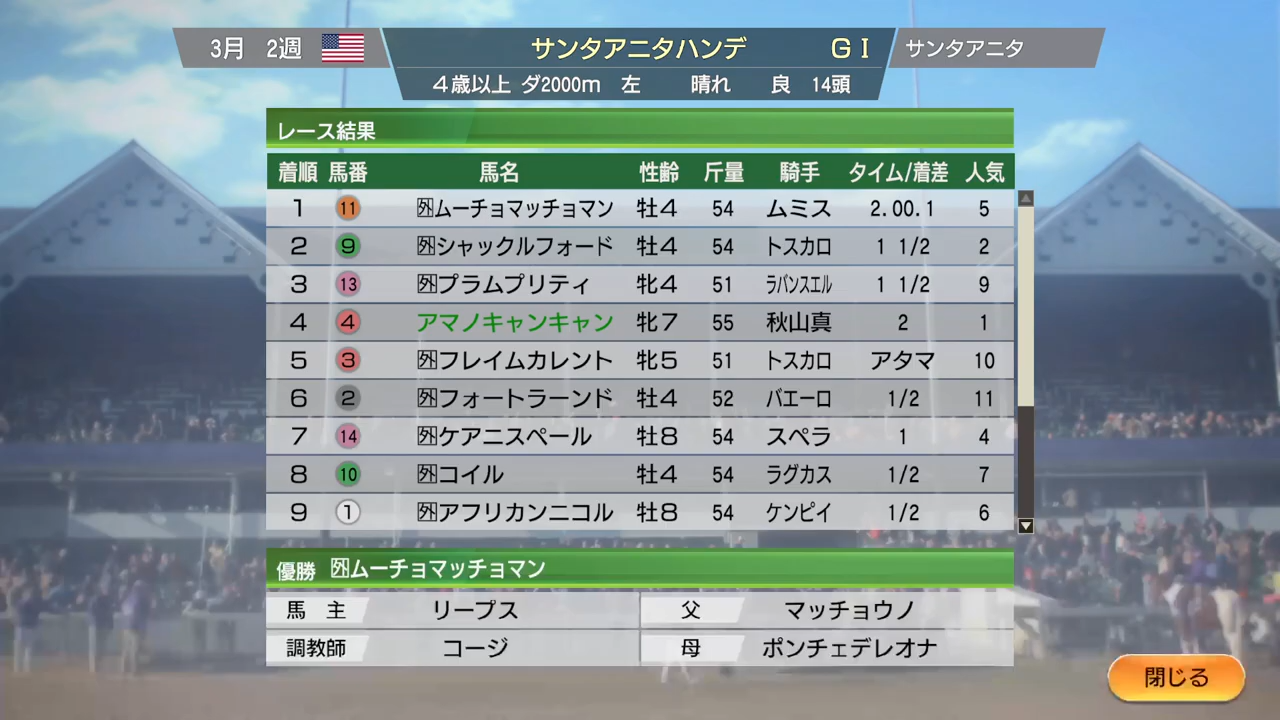 3月 2週 サンタアニタハンデ GⅠ サンタアニタ
4歳以上 ダ2000m 左 晴れ 良 14頭
レース結果
着順 馬番 馬名 性齢 斤量 騎手 タイム/着差 人気
1 11 外ムーチョマッチョマン 牡4 54 ムミス 2.00.1 5
2 9 外シャックルフォード 牡4 54 トスカロ 1 1/2 2
3 13 外プラムプリティ 牝4 51 ラバンスエル 1 1/2 9
4 4 アマノキャンキャン 牝7 55 秋山真 2 1
5 3 外フレイムカレント 牝5 51 トスカロ アタマ 10
6 2 外フォートラーンド 牡4 52 バエーロ 1/2 11
7 14 外ケアニスペール 牡8 54 スペラ 1 4
8 10 外コイル 牡4 54 ラグカス 1/2 7
9 1 外アフリカンニコル 牡8 54 ケンピイ 1/2 6
優勝 外ムーチョマッチョマン
馬主 リープス 父 マッチョウノ
調教師 コージ 母 ポンチェデレオナ
閉じる